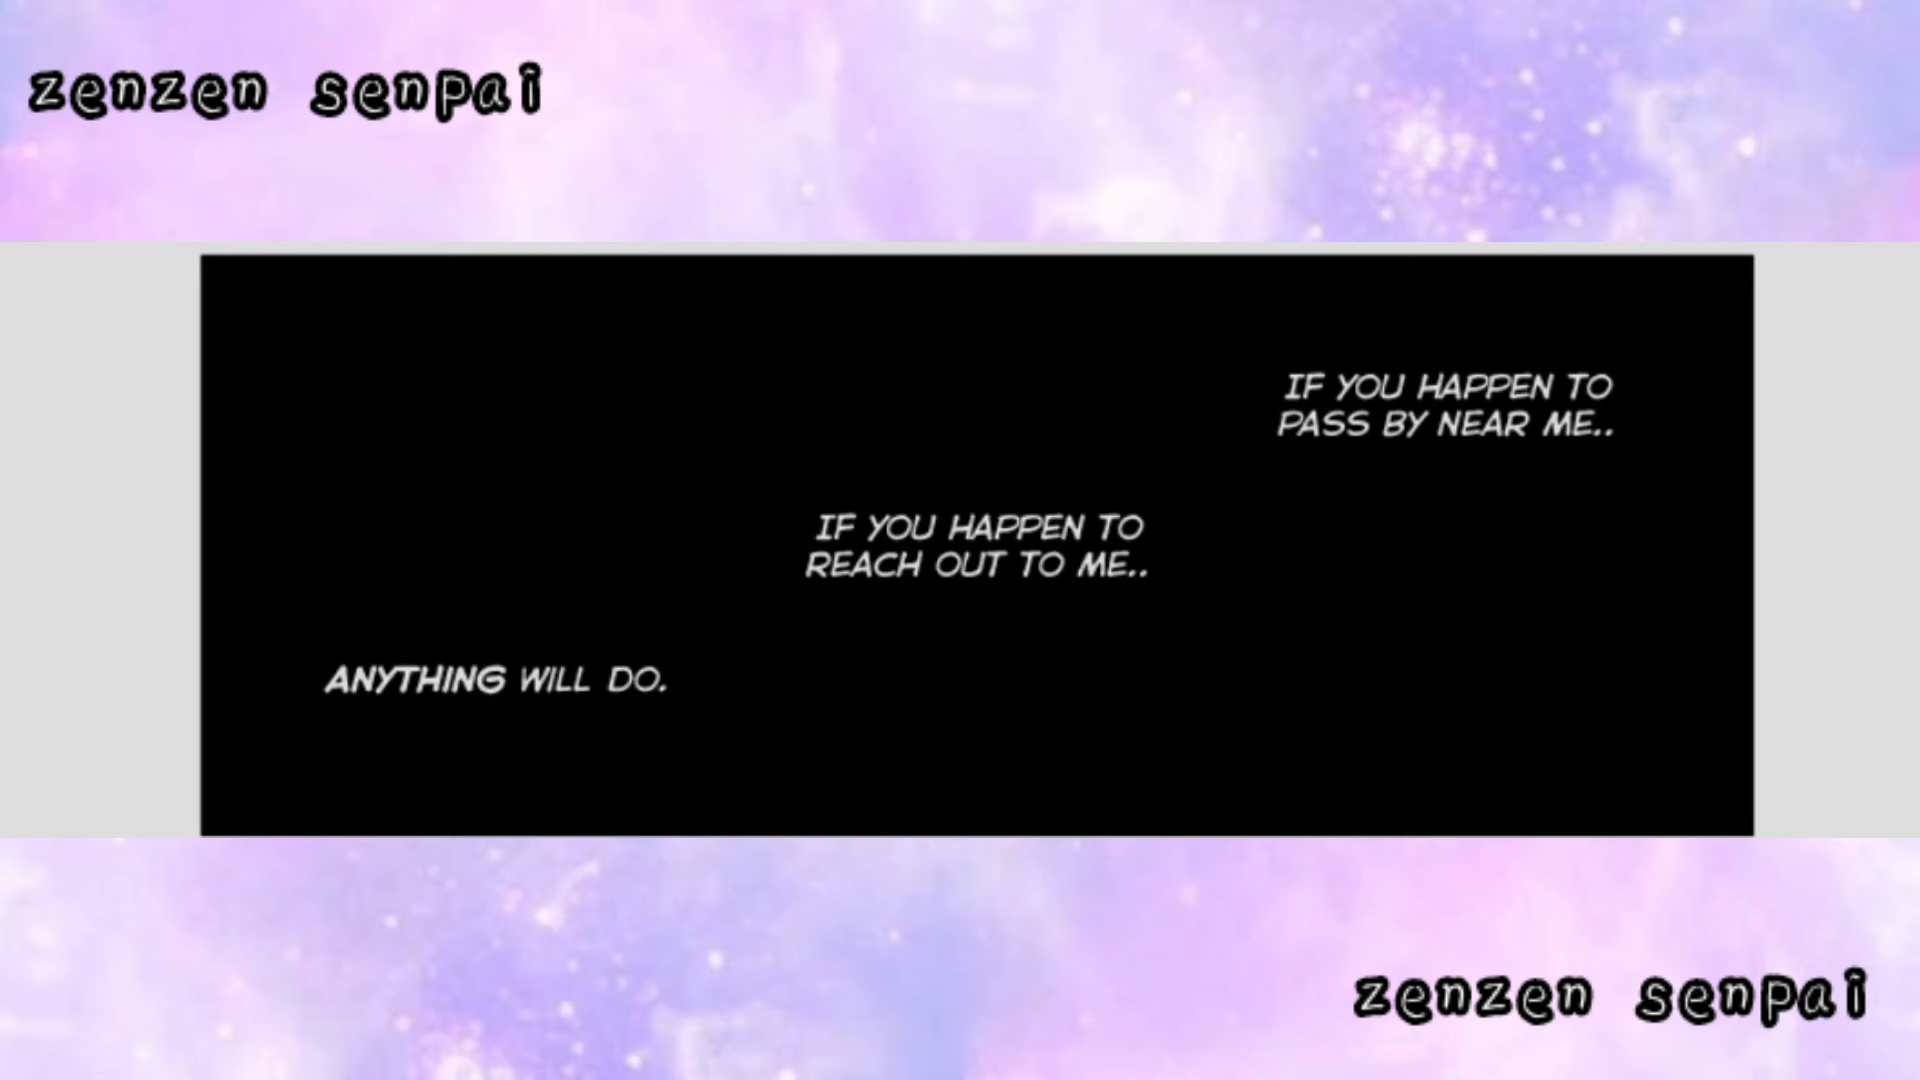 zenzen senpai
IF YOU HAPPEN TO
PASS BY NEAR ME..
IF YOU HAPPEN TO
REACH OUT TO ME..
ANYTHING WILL DO.
zenzen senpai